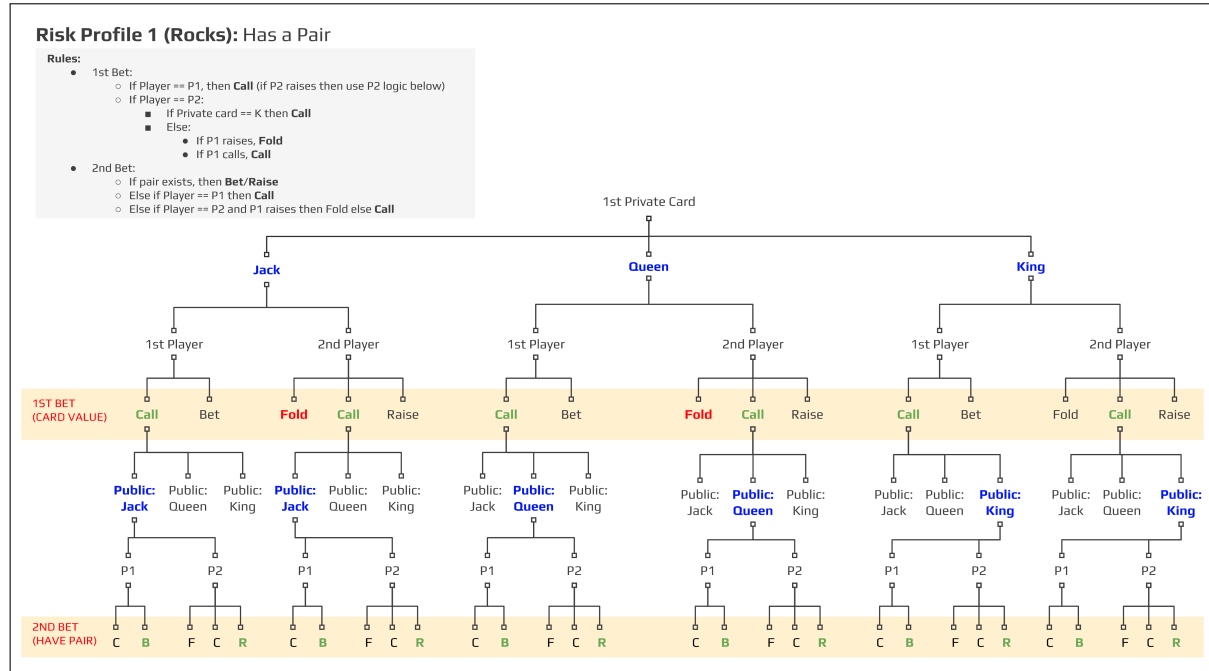 Risk Profile 1 (Rocks): Has a Pair
Rules:
● 1st Bet:
○ If Player == P1, then Call (if P2 raises then use P2 logic below)
○ If Player == P2:
■ If Private card == K then Call
■ Else:
● If P1 raises, Fold
● If P1 calls, Call
● 2nd Bet:
○ If pair exists, then Bet/Raise
○ Else if Player == P1 then Call
○ Else if Player == P2 and P1 raises then Fold else Call
1st Private Card
Jack Queen King
1st Player 2nd Player 1st Player 2nd Player 1st Player 2nd Player
1ST BET
(CARD VALUE)
Call Bet Fold Call Raise Call Bet Fold Call Raise Call Bet Fold Call Raise
Public: Public: Public: Public: Public: Public: Public: Public: Public: Public: Public: Public: Public: Public: Public: Public: Public: Public:
Jack Queen King Jack Queen King Jack Queen King Jack Queen King Jack Queen King Jack Queen King
P1 P2 P1 P2 P1 P2 P1 P2 P1 P2 P1 P2
2ND BET
(HAVE PAIR)
C B F C R C B F C R C B F C R C B F C R C B F C R C B F C R